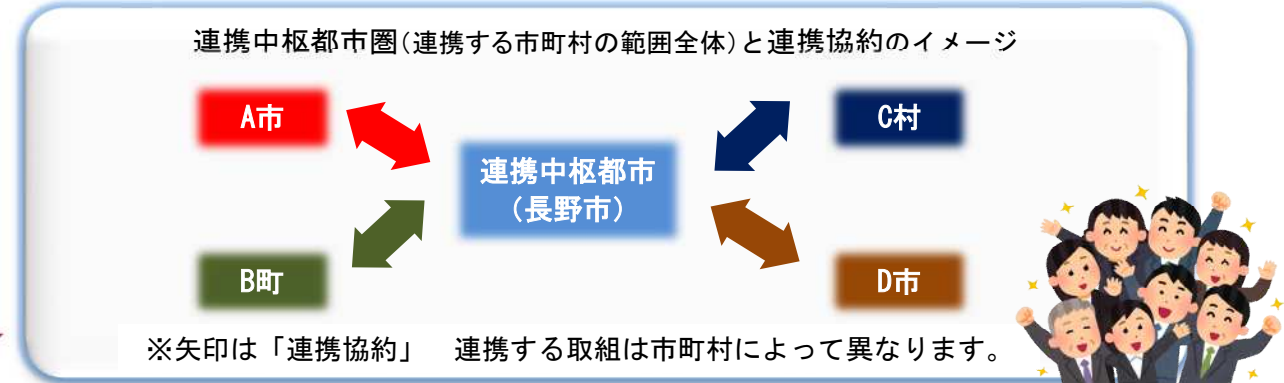 連携中枢都市圏(連携する市町村の範囲全体)と連携協約のイメージ
A市
C村
連携中枢都市
(長野市)
B町
D市
※矢印は「連携協約」　連携する取組は市町村によって異なります。